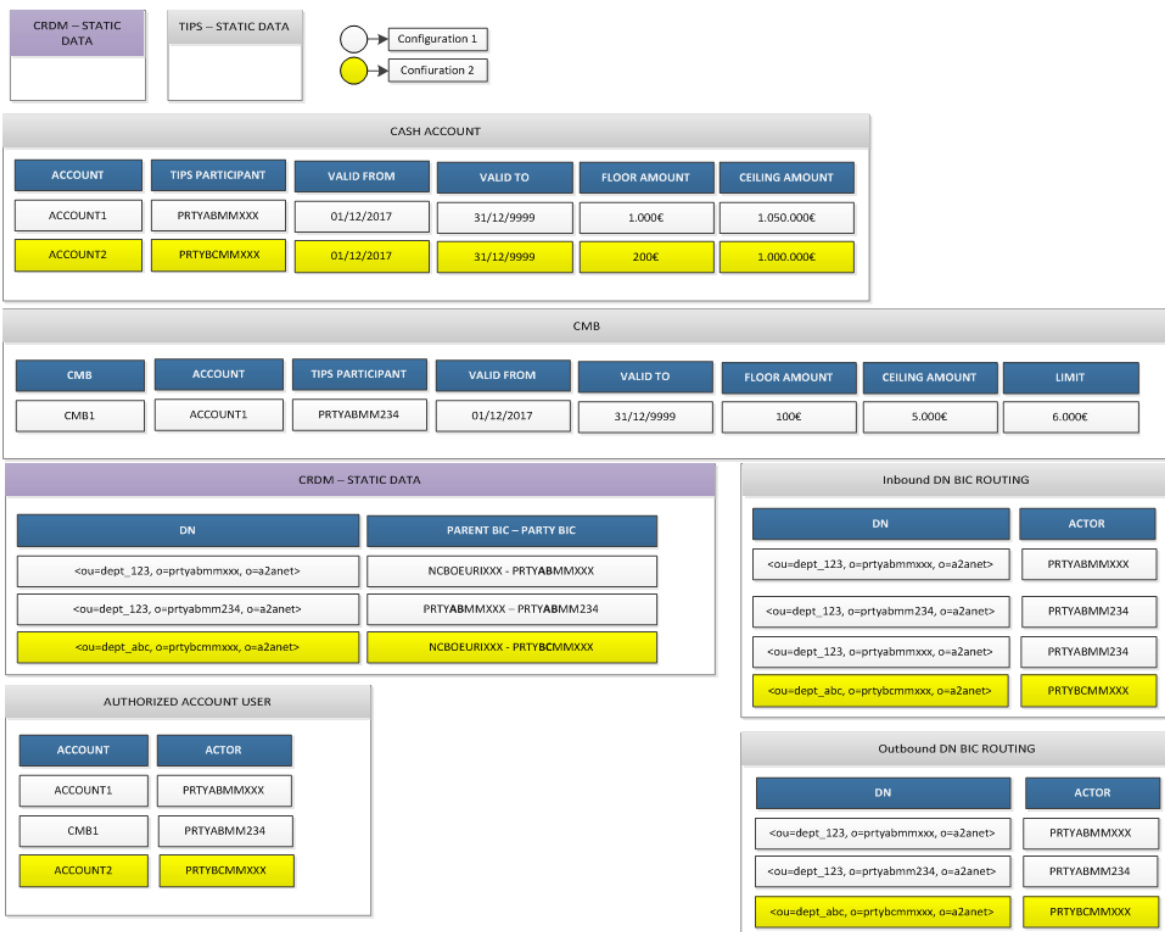 CRDM – STATIC
DATA
TIPS – STATIC DATA
Configuration 1
Confiuration 2
CASH ACCOUNT
ACCOUNT TIPS PARTICIPANT VALID FROM VALID TO FLOOR AMOUNT CEILING AMOUNT
ACCOUNT1 PRTYABMMXXX 01/12/2017 31/12/9999 1.000€ 1.050.000€
ACCOUNT2 PRTYBCMMXXX 01/12/2017 31/12/9999 200€ 1.000.000€
CMB
CMB ACCOUNT TIPS PARTICIPANT VALID FROM VALID TO FLOOR AMOUNT CEILING AMOUNT LIMIT
CMB1 ACCOUNT1 PRTYABMM234 01/12/2017 31/12/9999 100€ 5.000€ 6.000€
CRDM – STATIC DATA
DN PARENT BIC – PARTY BIC
<ou=dept_123, o=prtyabmmxxx, o=a2anet> NCBOEURIXXX - PRTYABMMXXX
<ou=dept_123, o=prtyabmm234, o=a2anet> PRTYABMMXXX – PRTYABMM234
<ou=dept_abc, o=prtybcmmxxx, o=a2anet> NCBOEURIXXX - PRTYBCMMXXX
Inbound DN BIC ROUTING
DN ACTOR
<ou=dept_123, o=prtyabmmxxx, o=a2anet> PRTYABMMXXX
<ou=dept_123, o=prtyabmm234, o=a2anet> PRTYABMM234
<ou=dept_123, o=prtyabmmxxx, o=a2anet> PRTYABMM234
<ou=dept_abc, o=prtybcmmxxx, o=a2anet> PRTYBCMMXXX
AUTHORIZED ACCOUNT USER
ACCOUNT ACTOR
ACCOUNT1 PRTYABMMXXX
CMB1 PRTYABMM234
ACCOUNT2 PRTYBCMMXXX
Outbound DN BIC ROUTING
DN ACTOR
<ou=dept_123, o=prtyabmmxxx, o=a2anet> PRTYABMMXXX
<ou=dept_123, o=prtyabmm234, o=a2anet> PRTYABMM234
<ou=dept_abc, o=prtybcmmxxx, o=a2anet> PRTYBCMMXXX